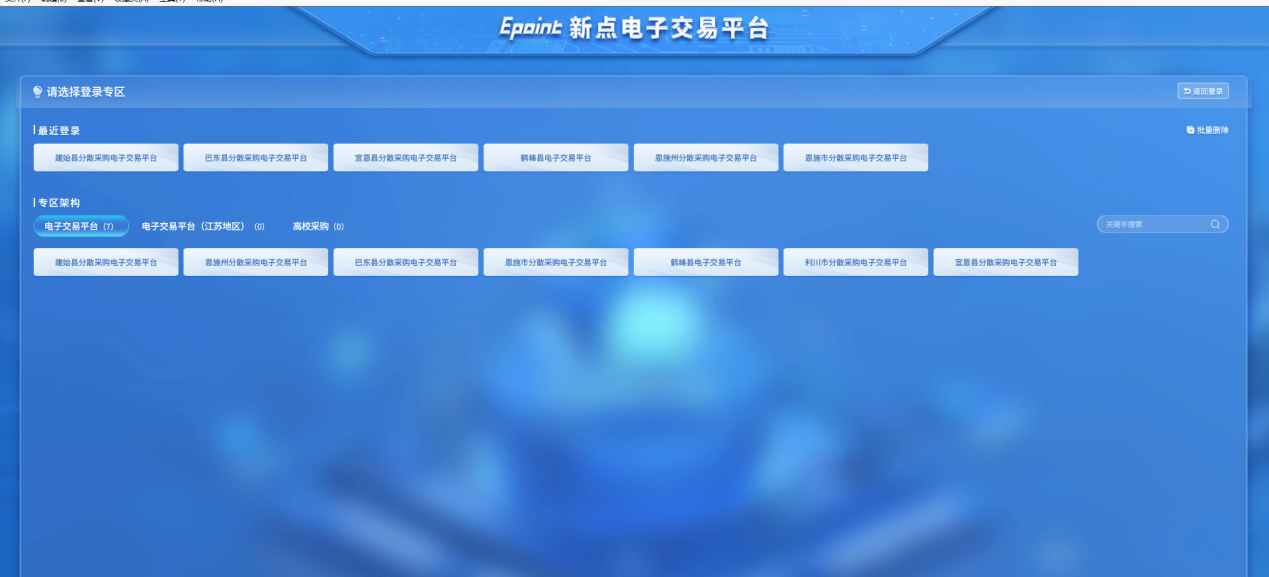 Epoint 新点电子交易平台
请选择登录专区
返回登录
最近登录
批量删除
建始县分散采购电子交易平台 巴东县分散采购电子交易平台 宣恩县分散采购电子交易平台 鹤峰县电子交易平台 恩施州分散采购电子交易平台 恩施市分散采购电子交易平台
专区架构
电子交易平台 (7) 电子交易平台（江苏地区） (0) 高校采购 (0)
关键字搜索
建始县分散采购电子交易平台 恩施州分散采购电子交易平台 巴东县分散采购电子交易平台 恩施市分散采购电子交易平台 鹤峰县电子交易平台 利川市分散采购电子交易平台 宣恩县分散采购电子交易平台